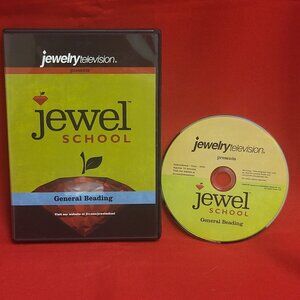 jewelrytelevision
presents
jewel
SCHOOL
General Beading
jewelrytelevision
presents
jewel
SCHOOL
General Beading